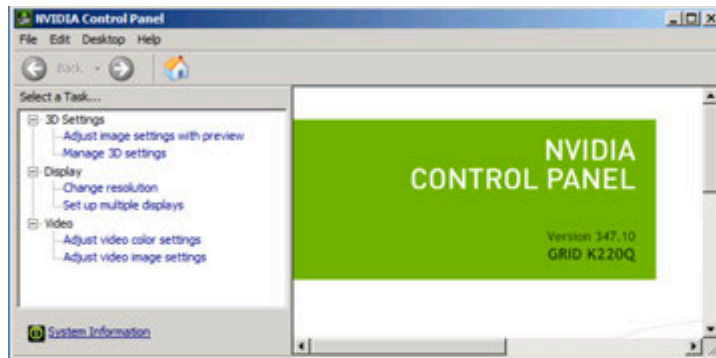 NVIDIA Control Panel
File Edit Desktop Help
Back
Select a Task...
3D Settings
Adjust image settings with preview
Manage 3D settings
Display
Change resolution
Set up multiple displays
Video
Adjust video color settings
Adjust video image settings
System Information
NVIDIA
CONTROL PANEL
Version 347.10
GRID K220Q